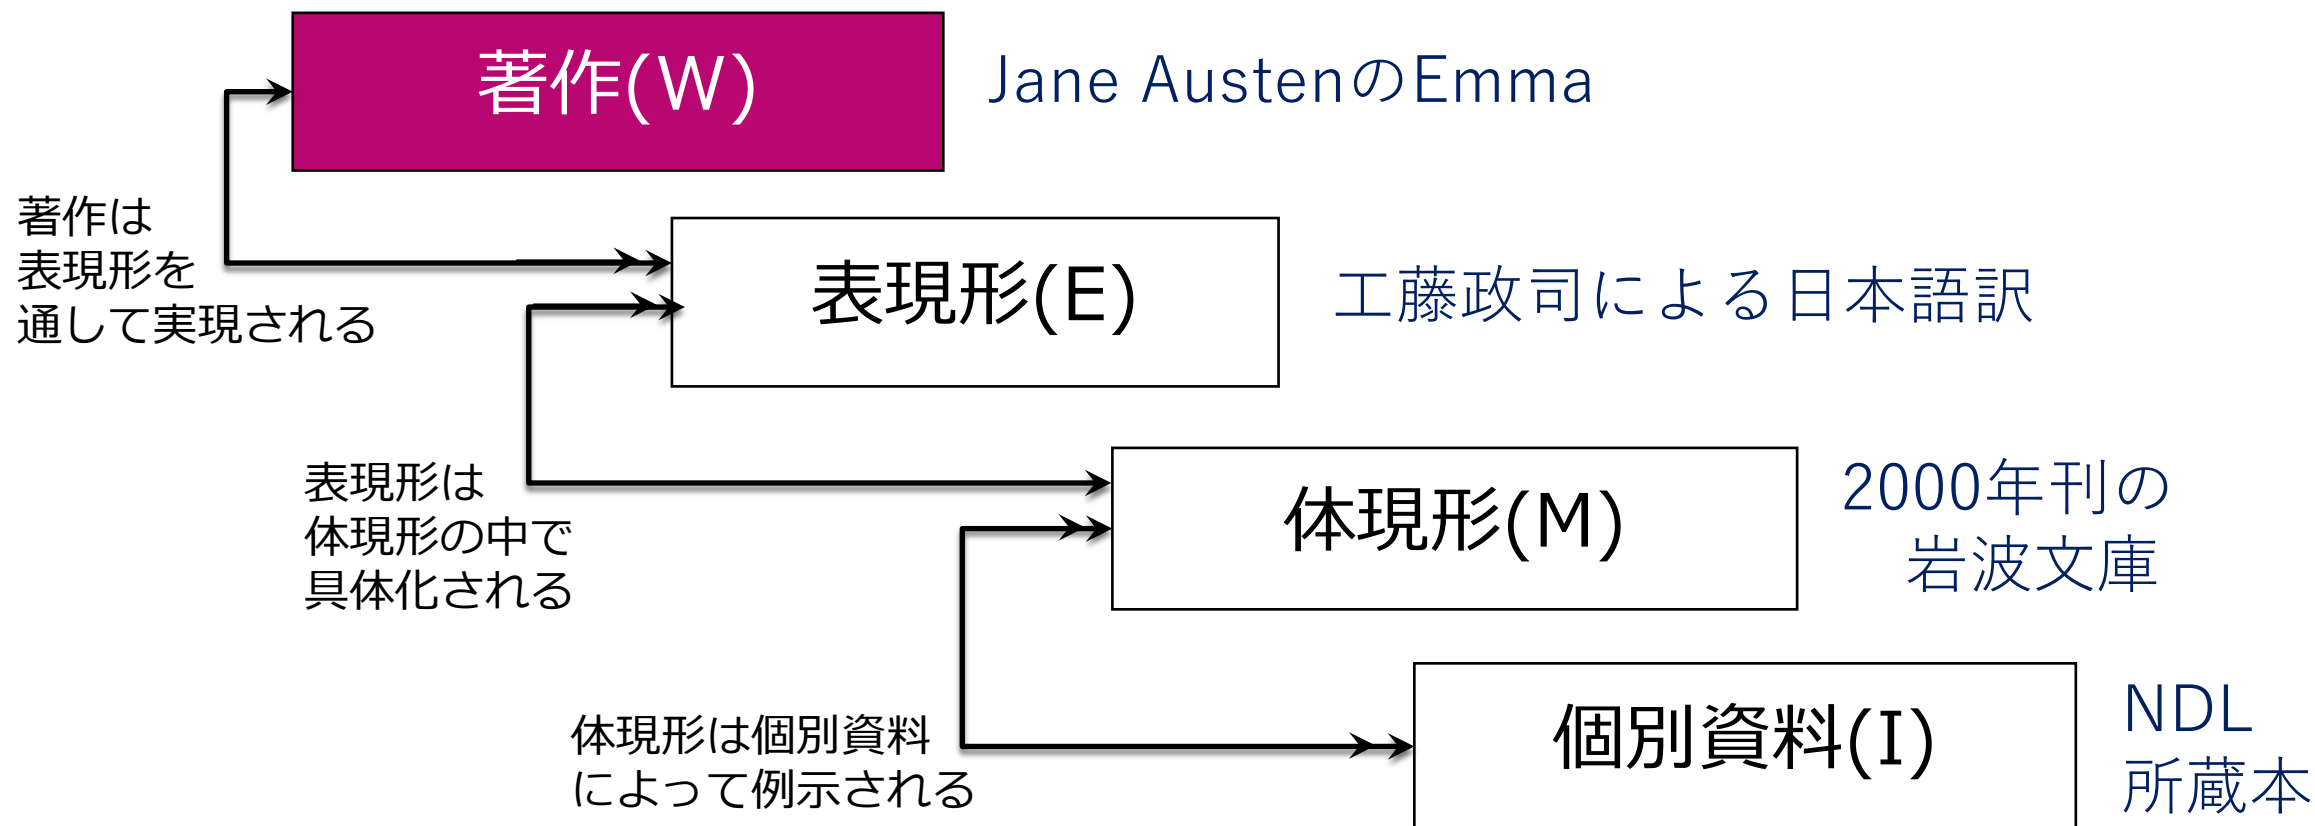 著作(W)
Jane AustenのEmma
著作は
表現形を
通して実現される
表現形(E)
工藤政司による日本語訳
表現形は
体現形の中で
具体化される
体現形(M)
2000年刊の
岩波文庫
体現形は個別資料
によって例示される
個別資料(I)
NDL
所蔵本